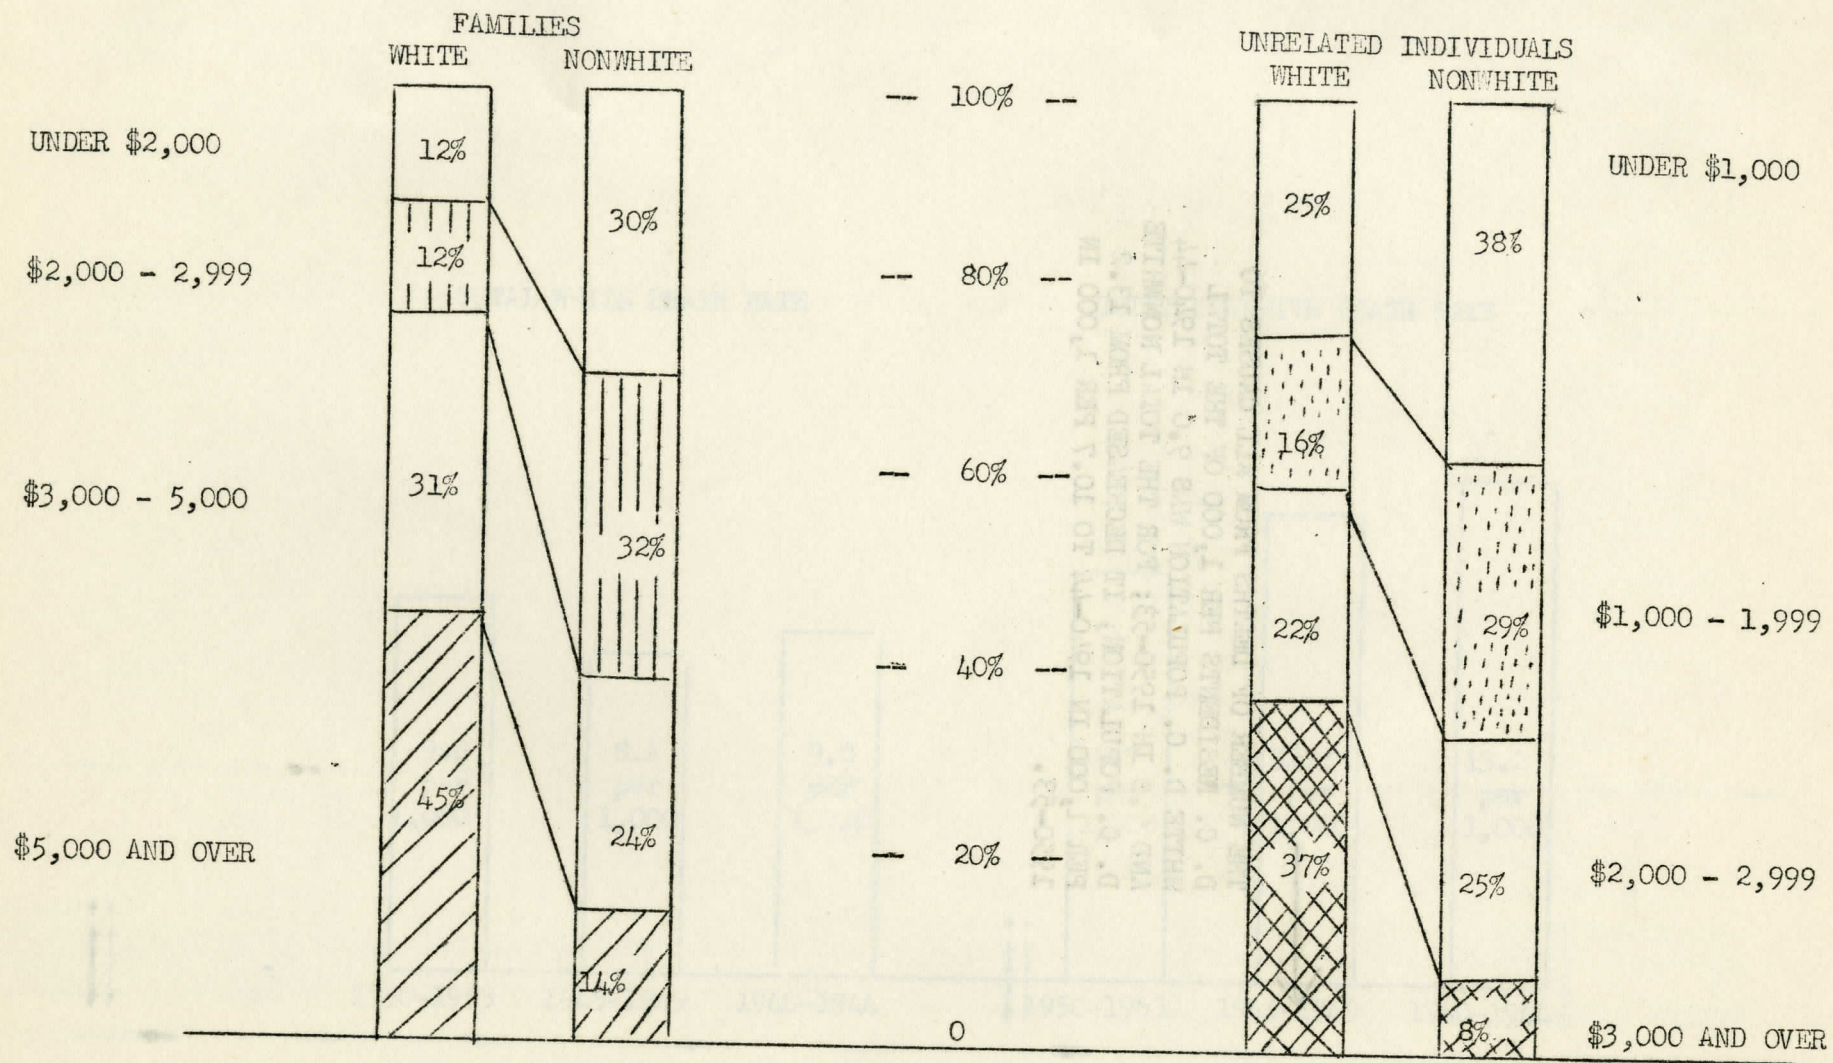 FAMILIES
WHITE NONWHITE
UNRELATED INDIVIDUALS
WHITE NONWHITE
UNDER $2,000
$2,000 - 2,999
$3,000 - 5,000
$5,000 AND OVER
12%
12%
31%
45%
30%
32%
24%
14%
-- 100% --
-- 80% --
-- 60% --
-- 40% --
-- 20% --
0
25%
16%
22%
37%
38%
29%
25%
8%
UNDER $1,000
$1,000 - 1,999
$2,000 - 2,999
$3,000 AND OVER